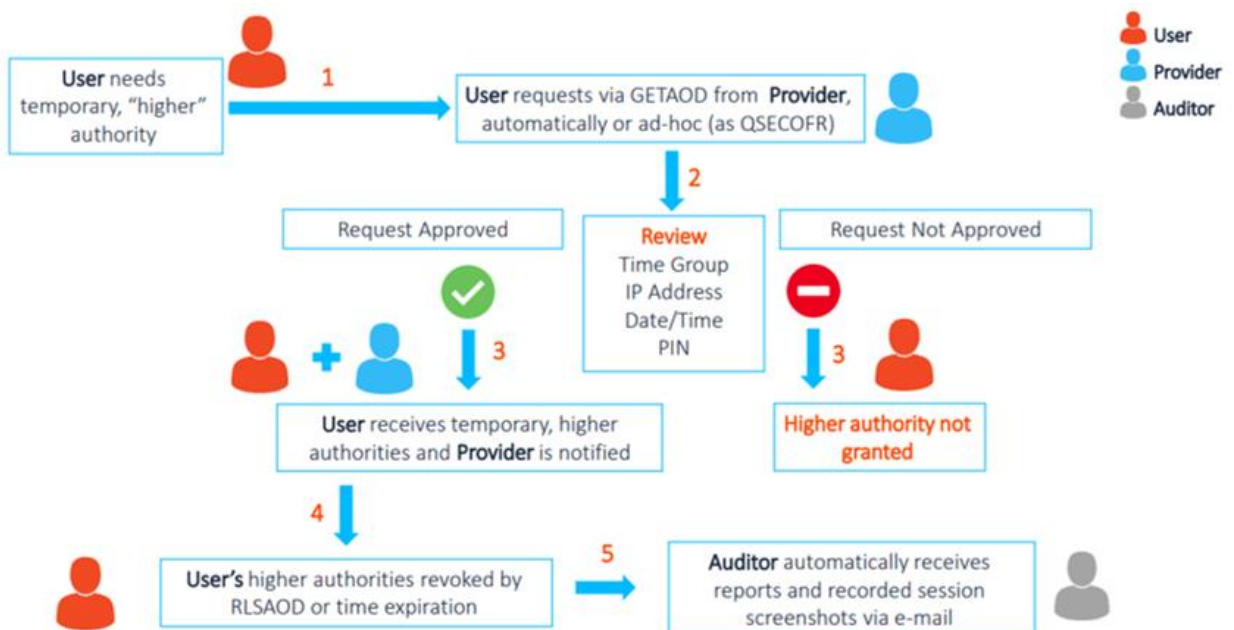 User
Provider
Auditor
User needs
temporary, “higher”
authority
1
User requests via GETAOD from Provider,
automatically or ad-hoc (as QSECOFR)
2
Request Approved
Review
Time Group
IP Address
Date/Time
PIN
Request Not Approved
3
3
User receives temporary, higher
authorities and Provider is notified
Higher authority not
granted
4
User’s higher authorities revoked by
RLSAOD or time expiration
5
Auditor automatically receives
reports and recorded session
screenshots via e-mail